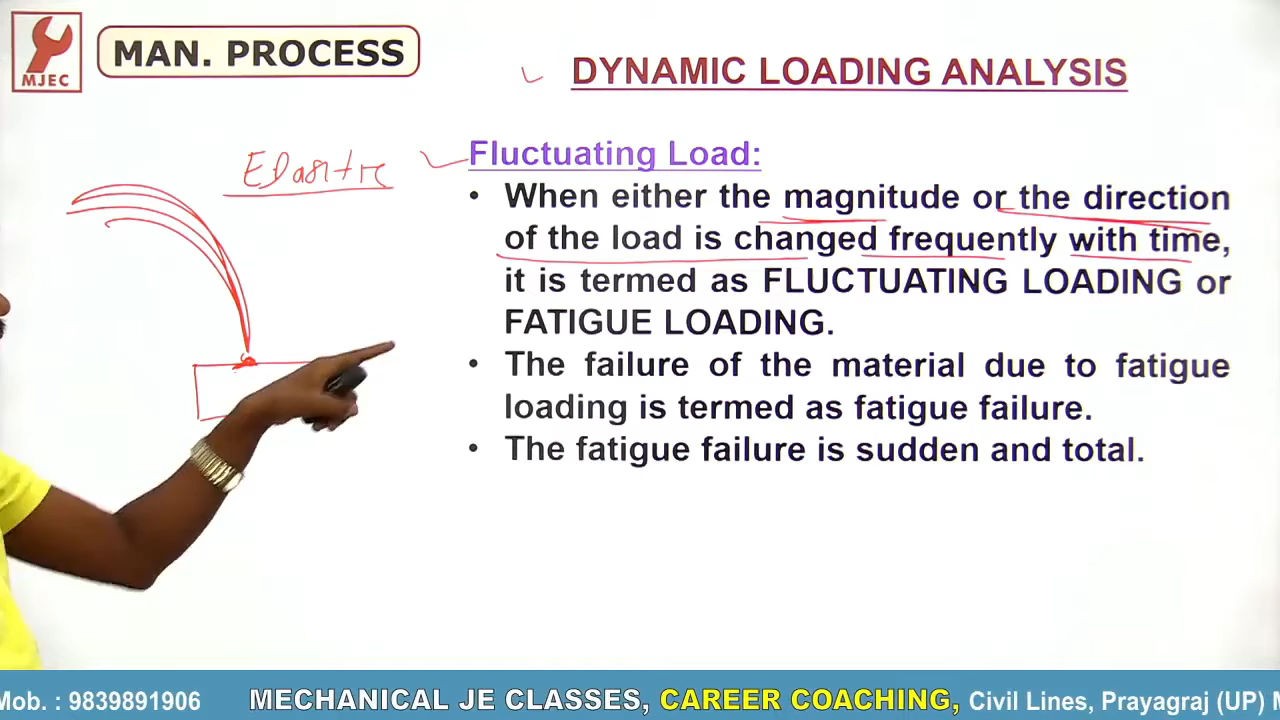 MJEC
MAN. PROCESS
DYNAMIC LOADING ANALYSIS
Fluctuating Load:
• When either the magnitude or the direction
of the load is changed frequently with time,
it is termed as FLUCTUATING LOADING or
FATIGUE LOADING.
• The failure of the material due to fatigue
loading is termed as fatigue failure.
• The fatigue failure is sudden and total.
Mob. : 9839891906 MECHANICAL JE CLASSES, CAREER COACHING, Civil Lines, Prayagraj (UP)